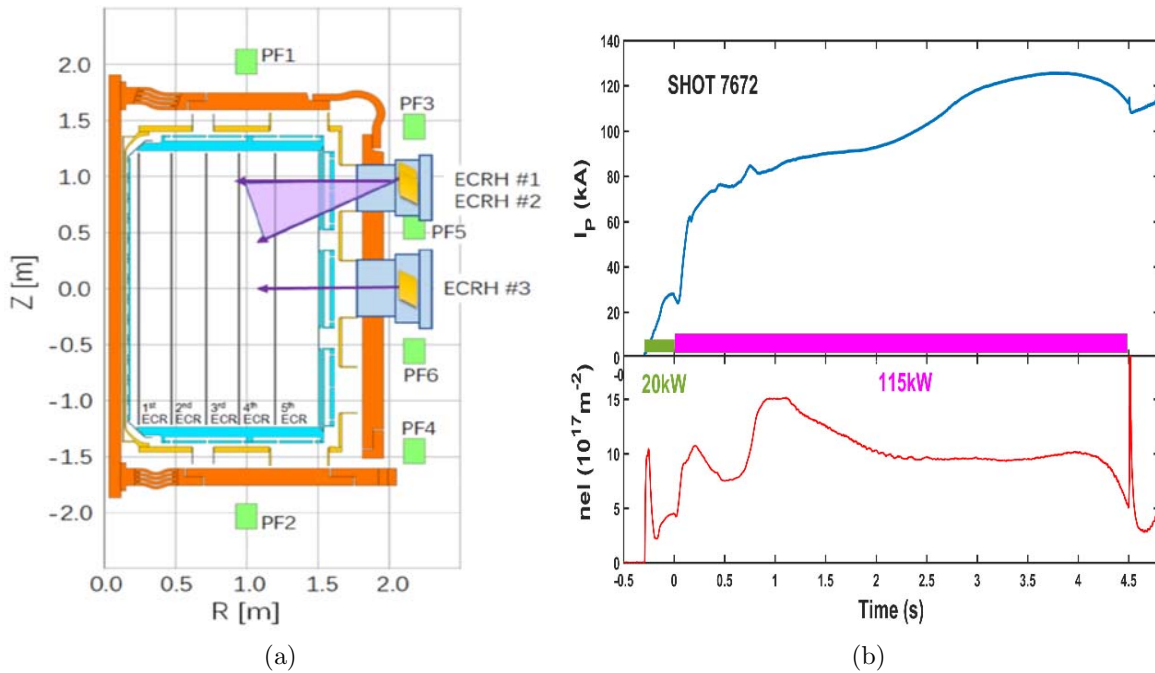 PF1
2.0
PF3
1.5
1.0
ECRH #1
ECRH #2
0.5
PF5
Z [m]
0.0
ECRH #3
-0.5
PF6
-1.0
1st ECR
2nd ECR
3rd ECR
4th ECR
5th ECR
PF4
-1.5
-2.0
PF2
0.0 0.5 1.0 1.5 2.0
R [m]
(a)
140
120
SHOT 7672
100
80
60
40
20
0
I_P (kA)
20kW
115kW
15
10
5
0
nel (10^17 m^-2)
-0.5 0 0.5 1 1.5 2 2.5 3 3.5 4 4.5
Time (s)
(b)